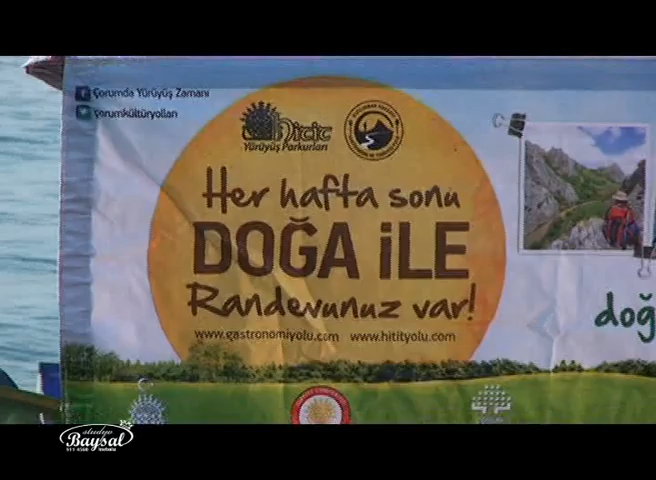 Çorumda Yürüyüş Zamanı
Çorumkültüryolları
Hitit
Yürüyüş Parkurları
Her hafta sonu
DOĞA İLE
Randevunuz var!
www.gastronomiyolu.com www.hitityolu.com
doğ
studyo
Baysal